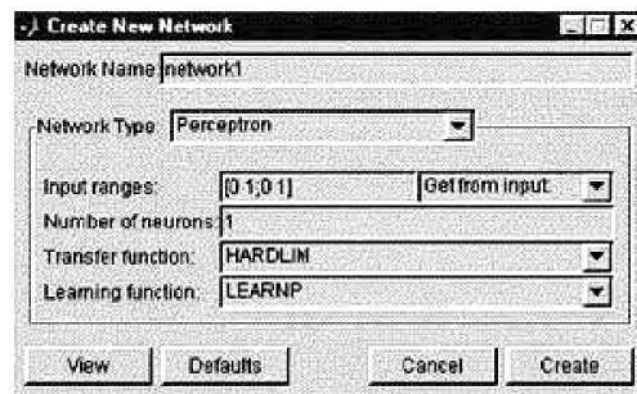 Create New Network
Network Name: network1
Network Type: Perceptron
Input ranges: [0 1;0 1] Get from input:
Number of neurons: 1
Transfer function: HARDLIM
Learning function: LEARNP
View Defaults Cancel Create